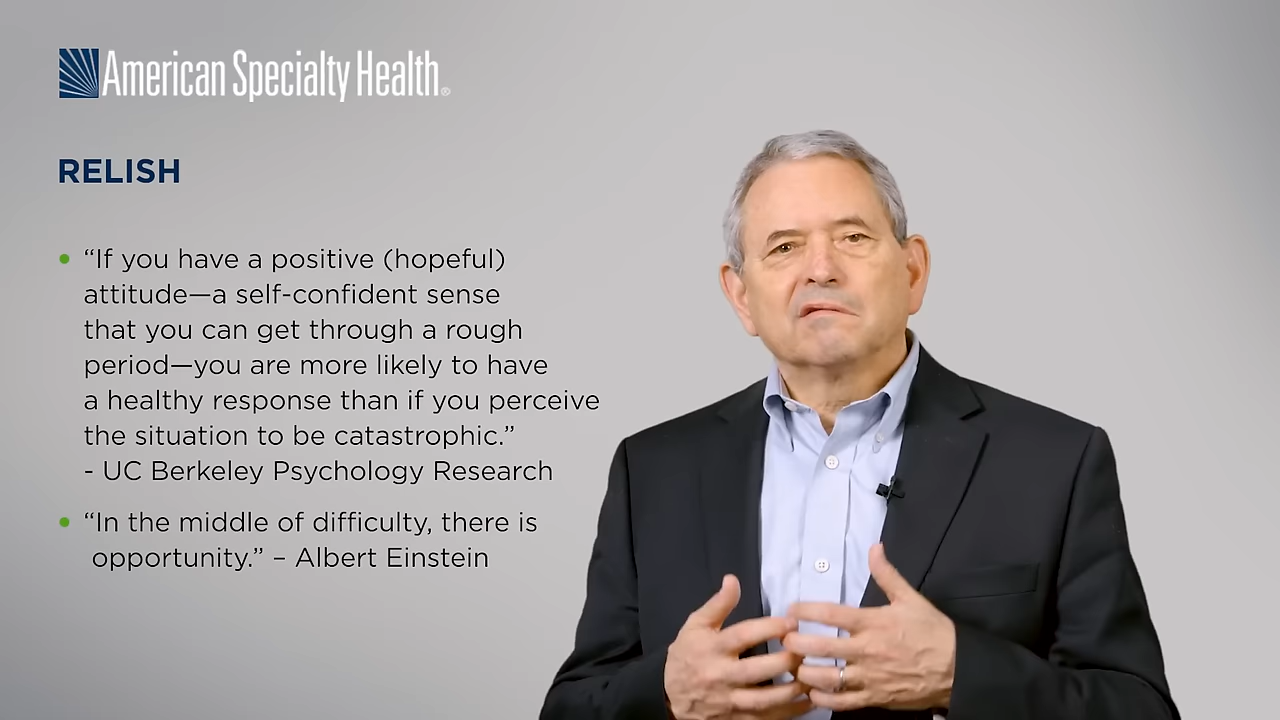 American Specialty Health®
RELISH
• “If you have a positive (hopeful)
attitude—a self-confident sense
that you can get through a rough
period—you are more likely to have
a healthy response than if you perceive
the situation to be catastrophic.”
- UC Berkeley Psychology Research
• “In the middle of difficulty, there is
opportunity.” – Albert Einstein